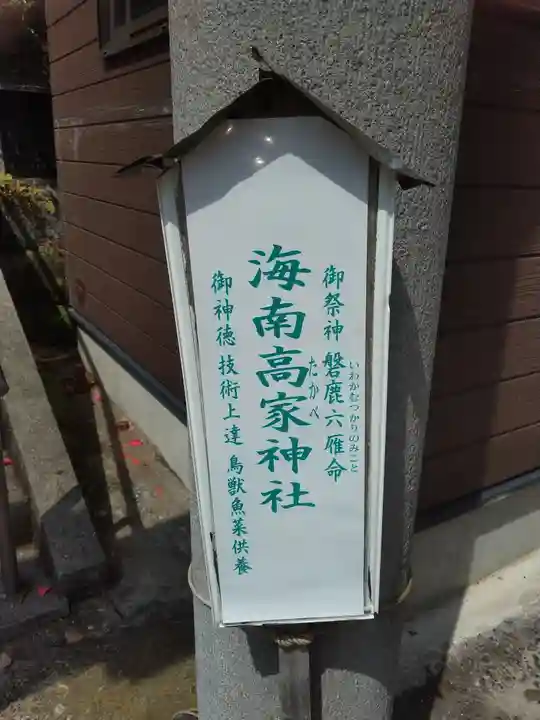 御祭神 磐鹿六雁命
いわかむつかりのみこと
海南高家神社
たかべ
御神徳 技術上達 鳥獣魚菜供養